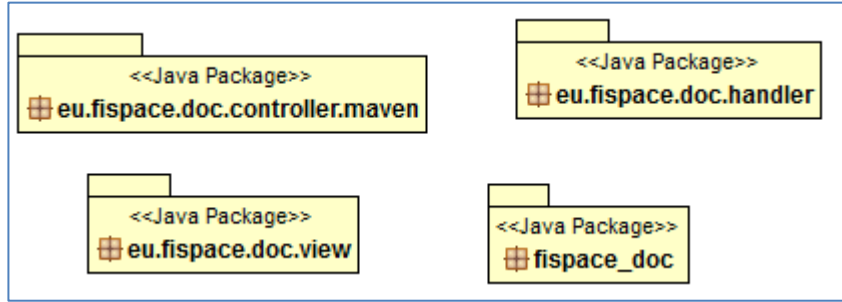 <<Java Package>>
eu.fispace.doc.controller.maven
<<Java Package>>
eu.fispace.doc.handler
<<Java Package>>
eu.fispace.doc.view
<<Java Package>>
fispace_doc